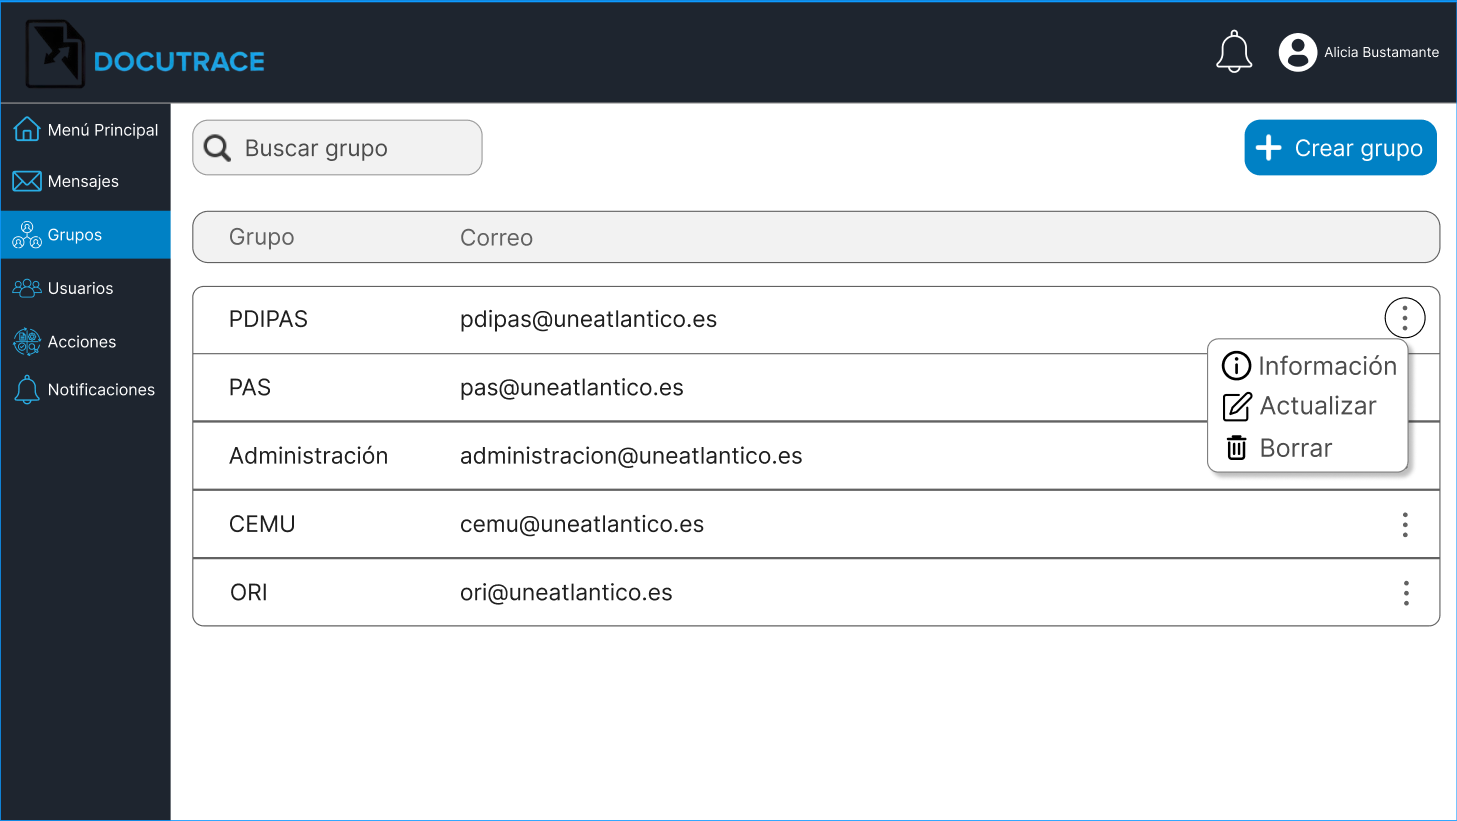 DOCUTRACE
Alicia Bustamante
Menú Principal
Mensajes
Grupos
Usuarios
Acciones
Notificaciones
Buscar grupo
Crear grupo
Grupo Correo
PDIPAS pdipas@uneatlantico.es
PAS pas@uneatlantico.es
Administración administracion@uneatlantico.es
CEMU cemu@uneatlantico.es
ORI ori@uneatlantico.es
Información
Actualizar
Borrar